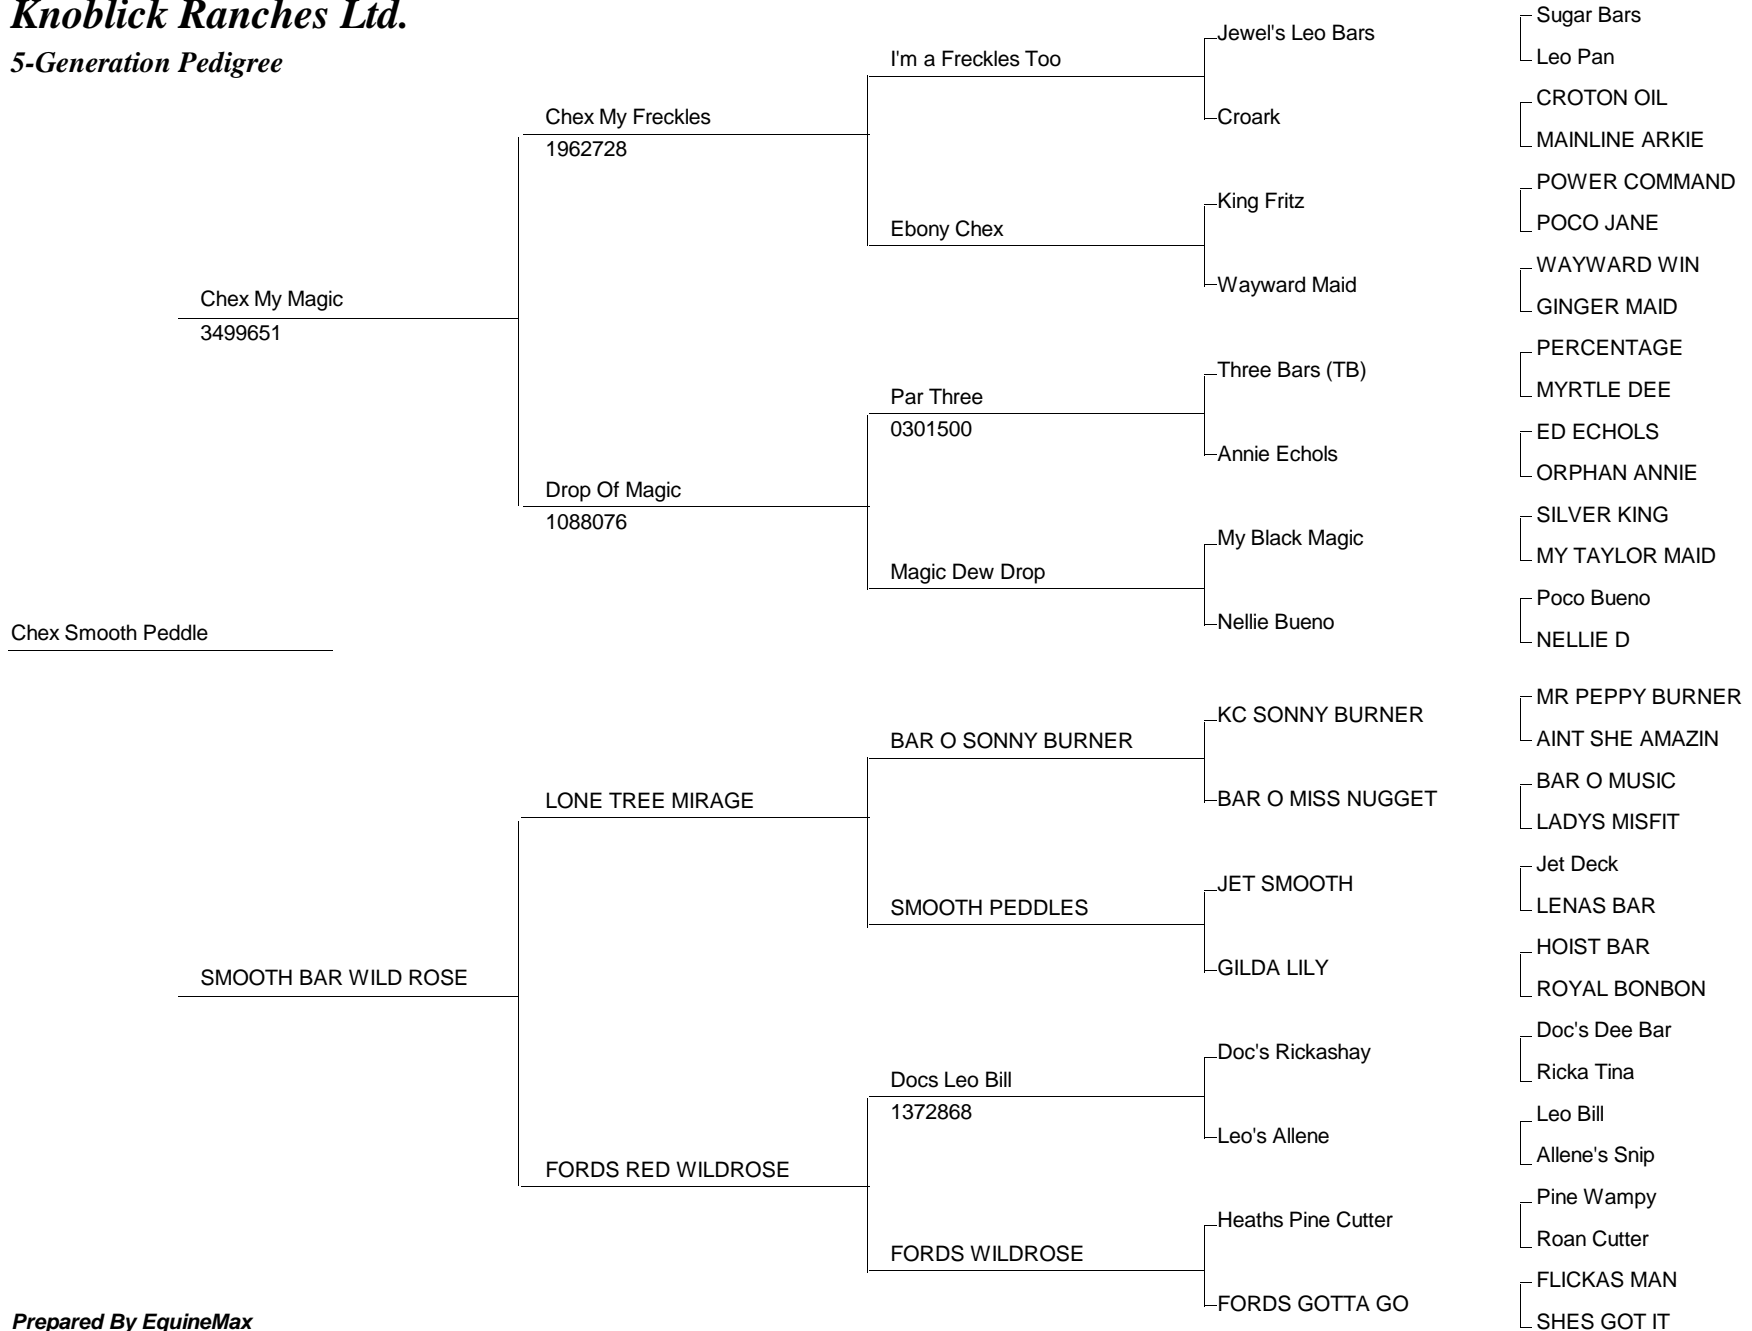 Knoblick Ranches Ltd.
5-Generation Pedigree
Sugar Bars
Jewel's Leo Bars
I'm a Freckles Too
Leo Pan
CROTON OIL
Chex My Freckles
Croark
1962728
MAINLINE ARKIE
POWER COMMAND
King Fritz
Ebony Chex
POCO JANE
WAYWARD WIN
Wayward Maid
Chex My Magic
GINGER MAID
3499651
PERCENTAGE
Three Bars (TB)
Par Three
MYRTLE DEE
0301500
ED ECHOLS
Annie Echols
ORPHAN ANNIE
Drop Of Magic
SILVER KING
1088076
My Black Magic
MY TAYLOR MAID
Magic Dew Drop
Poco Bueno
Nellie Bueno
Chex Smooth Peddle
NELLIE D
MR PEPPY BURNER
KC SONNY BURNER
BAR O SONNY BURNER
AINT SHE AMAZIN
BAR O MUSIC
LONE TREE MIRAGE
BAR O MISS NUGGET
LADYS MISFIT
Jet Deck
JET SMOOTH
SMOOTH PEDDLES
LENAS BAR
HOIST BAR
GILDA LILY
SMOOTH BAR WILD ROSE
ROYAL BONBON
Doc's Dee Bar
Doc's Rickashay
Docs Leo Bill
Ricka Tina
1372868
Leo Bill
Leo's Allene
Allene's Snip
FORDS RED WILDROSE
Pine Wampy
Heaths Pine Cutter
FORDS WILDROSE
Roan Cutter
FLICKAS MAN
FORDS GOTTA GO
Prepared By EquineMax
SHES GOT IT